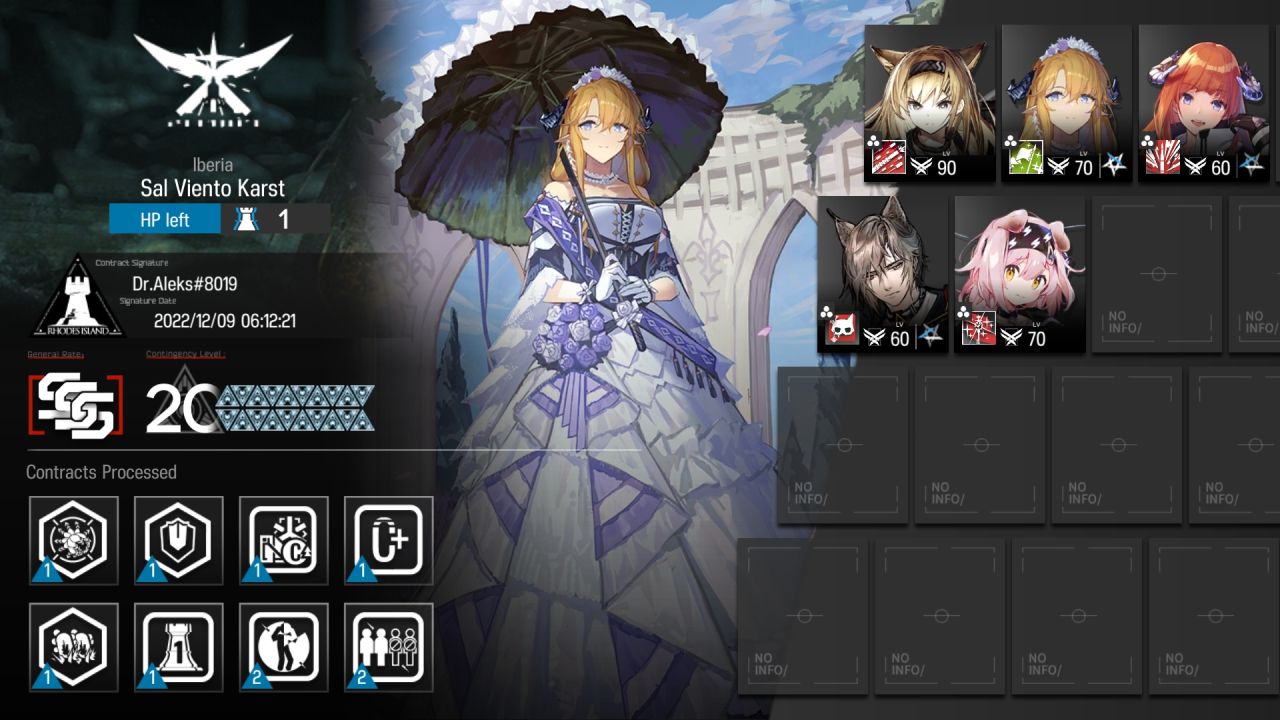 Iberia
Sal Viento Karst
HP left 1
Contract Signature
Dr.Aleks#8019
Signature Date
2022/12/09 06:12:21
RHODES ISLAND
General Rate:
Contingency Level:
SSS
20
Contracts Processed
1
1
1
1
1
1
1
2
2
LV
90
LV
70
LV
60
LV
60
LV
70
NO
INFO/
NO
INFO/
NO
INFO/
NO
INFO/
NO
INFO/
NO
INFO/
NO
INFO/
NO
INFO/
NO
INFO/
NO
INFO/